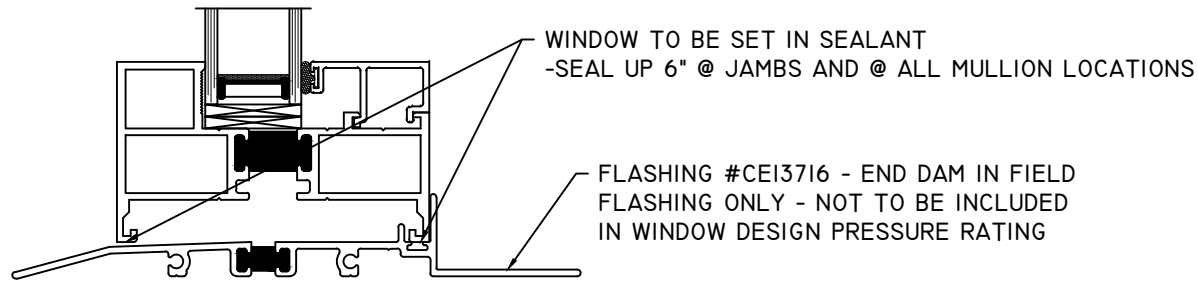 WINDOW TO BE SET IN SEALANT
-SEAL UP 6" @ JAMBS AND @ ALL MULLION LOCATIONS
FLASHING #CE13716 - END DAM IN FIELD
FLASHING ONLY - NOT TO BE INCLUDED
IN WINDOW DESIGN PRESSURE RATING